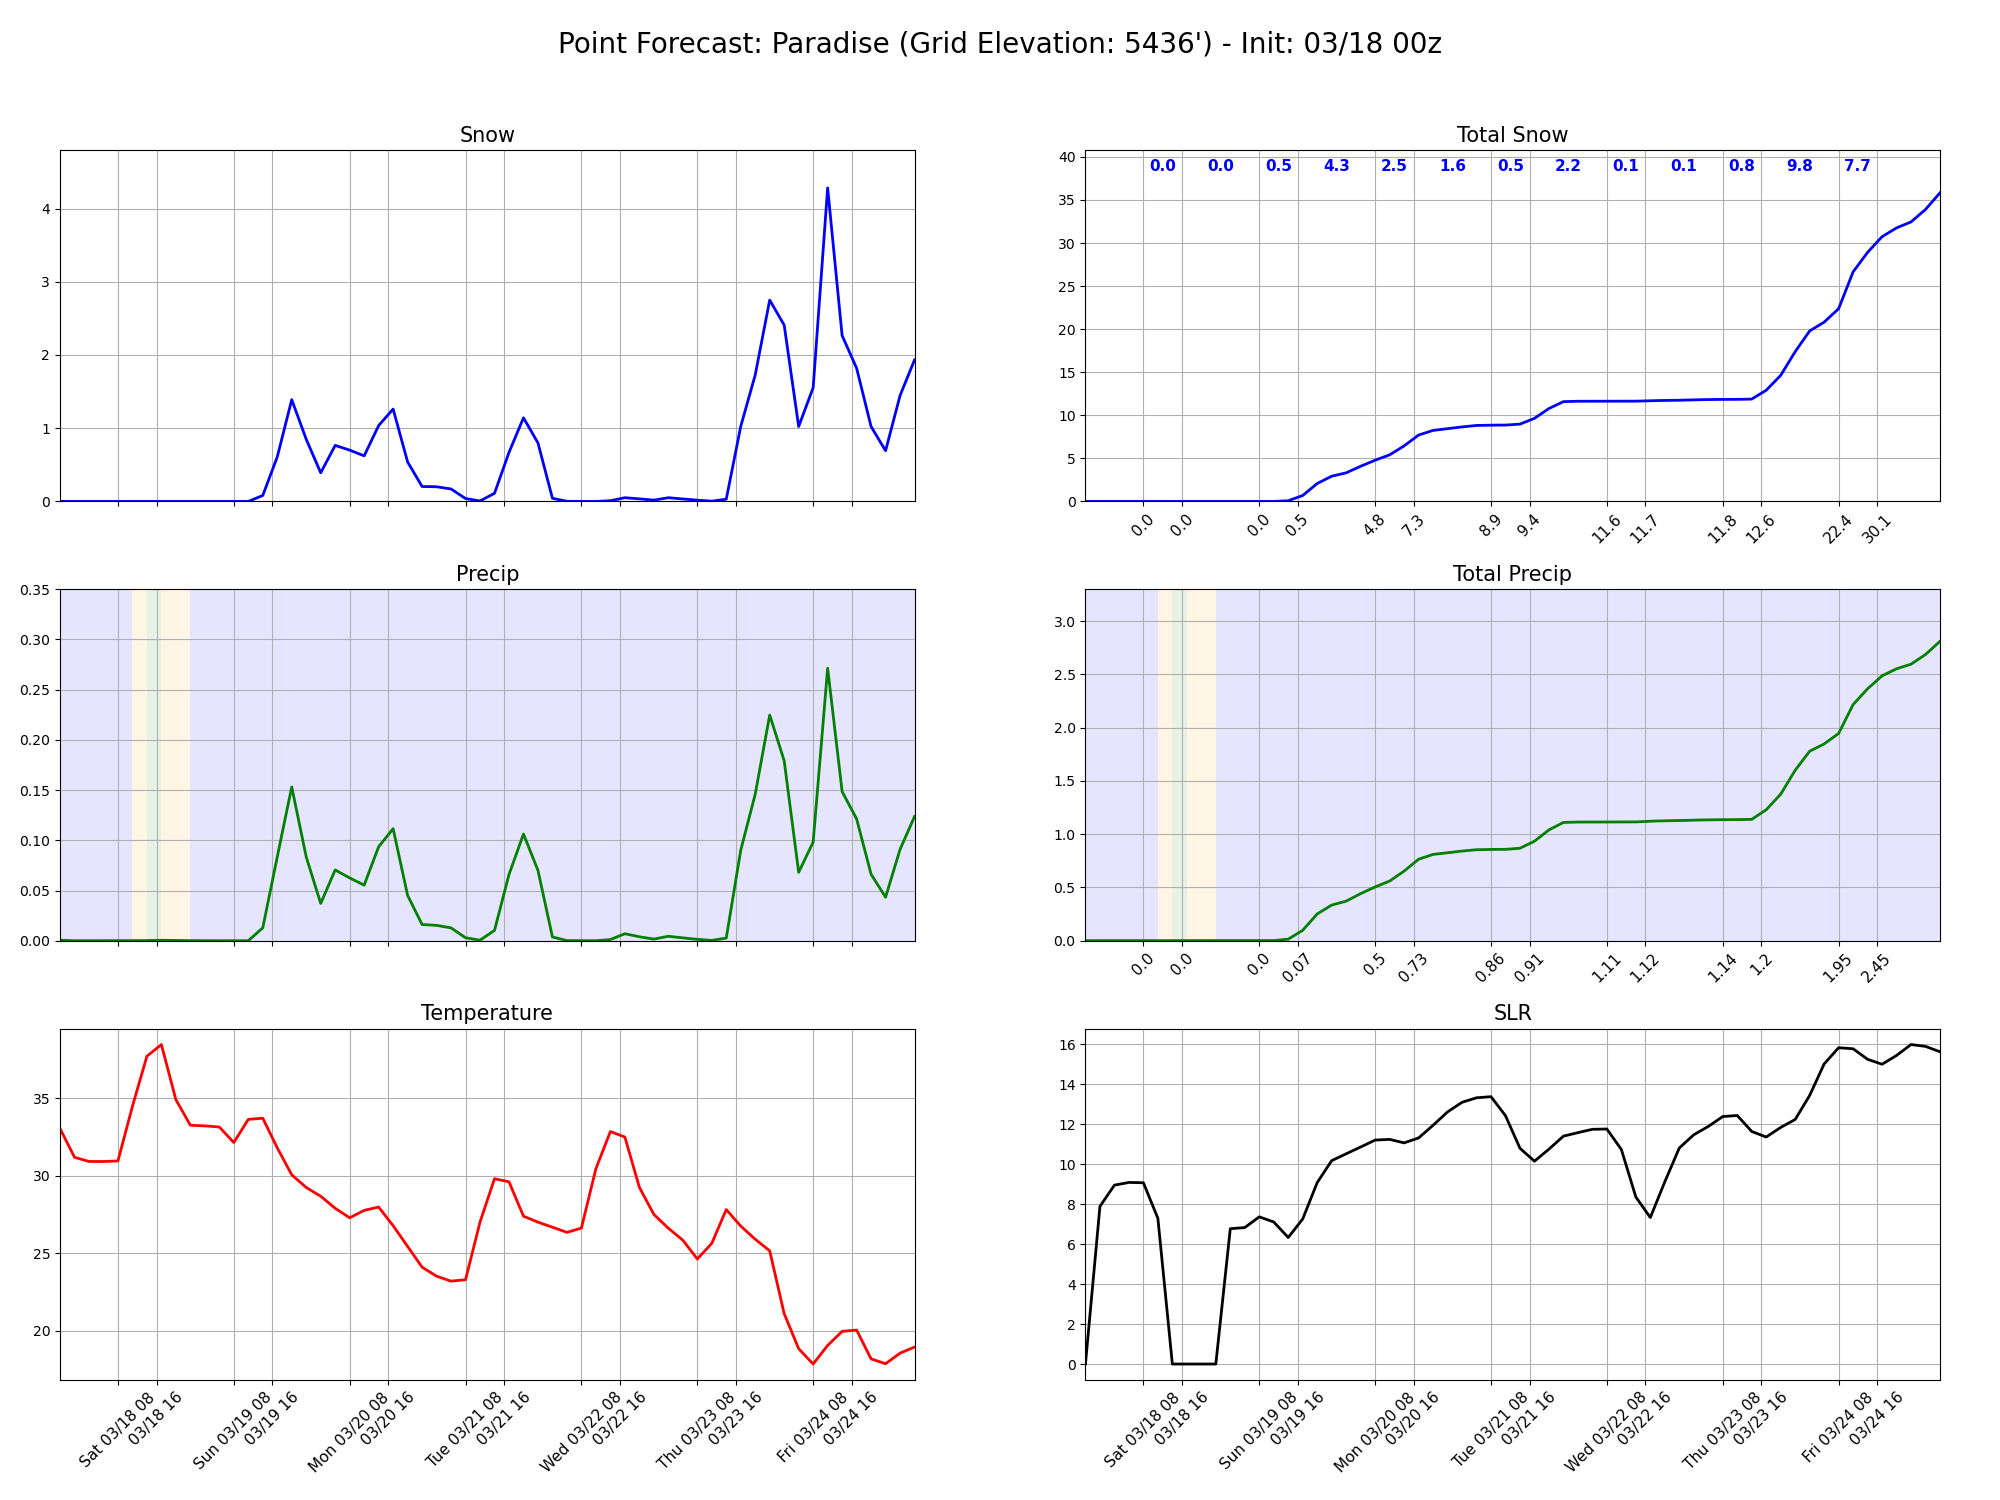 Point Forecast: Paradise (Grid Elevation: 5436') - Init: 03/18 00z
Snow
4
3
2
1
0
Total Snow
40
35
30
25
20
15
10
5
0
0.0 0.0 0.5 4.3 2.5 1.6 0.5 2.2 0.1 0.1 0.8 9.8 7.7
0.0 0.0 0.0 0.5 4.8 7.3 8.9 9.4 11.6 11.7 11.8 12.6 22.4 30.1
Precip
0.35
0.30
0.25
0.20
0.15
0.10
0.05
0.00
Total Precip
3.0
2.5
2.0
1.5
1.0
0.5
0.0
0.0 0.0 0.0 0.07 0.5 0.73 0.86 0.91 1.11 1.12 1.14 1.2 1.95 2.45
Temperature
35
30
25
20
Sat 03/18 08
03/18 16
Sun 03/19 08
03/19 16
Mon 03/20 08
03/20 16
Tue 03/21 08
03/21 16
Wed 03/22 08
03/22 16
Thu 03/23 08
03/23 16
Fri 03/24 08
03/24 16
SLR
16
14
12
10
8
6
4
2
0
Sat 03/18 08
03/18 16
Sun 03/19 08
03/19 16
Mon 03/20 08
03/20 16
Tue 03/21 08
03/21 16
Wed 03/22 08
03/22 16
Thu 03/23 08
03/23 16
Fri 03/24 08
03/24 16